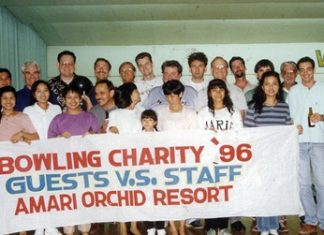 BOWLING CHARITY '96
GUESTS V.S. STAFF
AMARI ORCHID RESORT